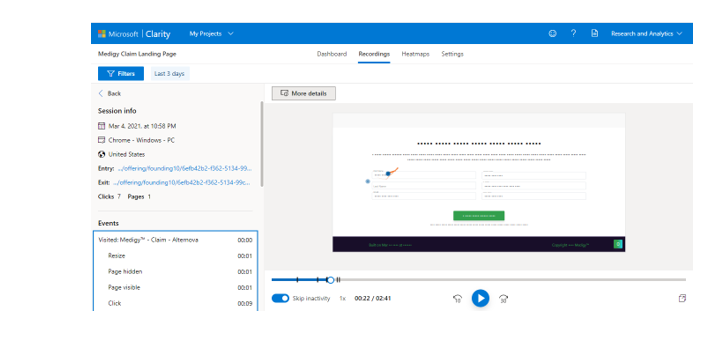 Microsoft | Clarity My Projects Research and Analytics
Medigy Claim Landing Page Dashboard Recordings Heatmaps Settings
Filters Last 3 days
Back More details
Session info
Mar 4, 2021, at 10:58 PM
Chrome - Windows - PC
United States
Entry: .../offering/founding10/6efb42b2-f362-5134-99...
Exit: .../offering/founding10/6efb42b2-f362-5134-99c...
Clicks 7 Pages 1
Events
Visited: Medigy™ - Claim - Alternova 00:00
Resize 00:01
Page hidden 00:01
Page visible 00:01
Click 00:09
Skip inactivity 1x 00:22 / 02:41 10 30